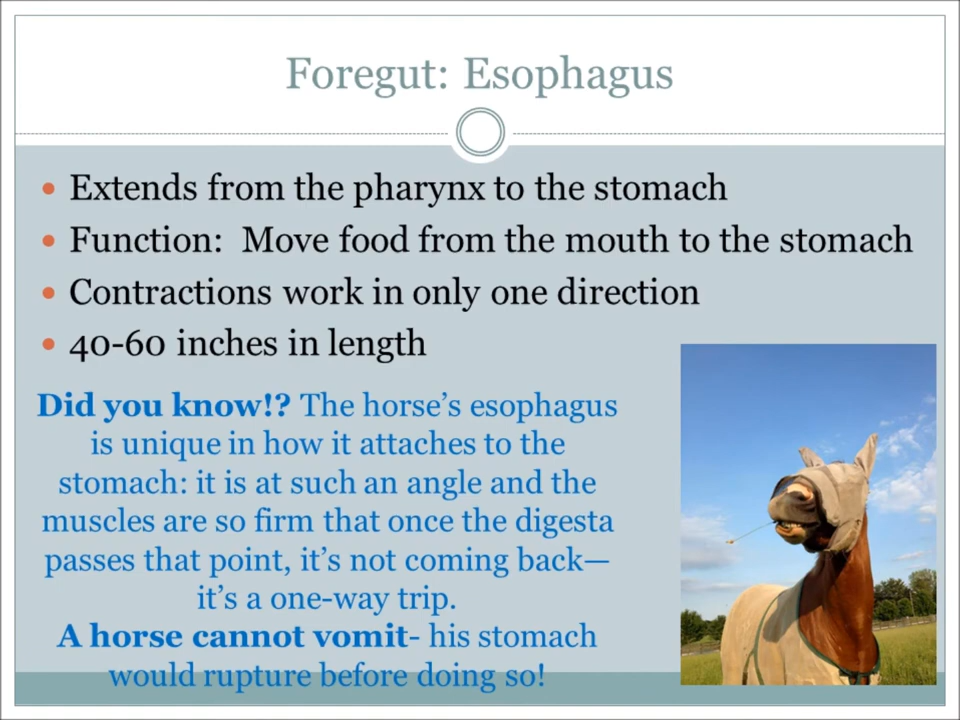 Foregut: Esophagus
Extends from the pharynx to the stomach
Function: Move food from the mouth to the stomach
Contractions work in only one direction
40-60 inches in length
Did you know!? The horse's esophagus
is unique in how it attaches to the
stomach: it is at such an angle and the
muscles are so firm that once the digesta
passes that point, it's not coming back—
it's a one-way trip.
A horse cannot vomit- his stomach
would rupture before doing so!